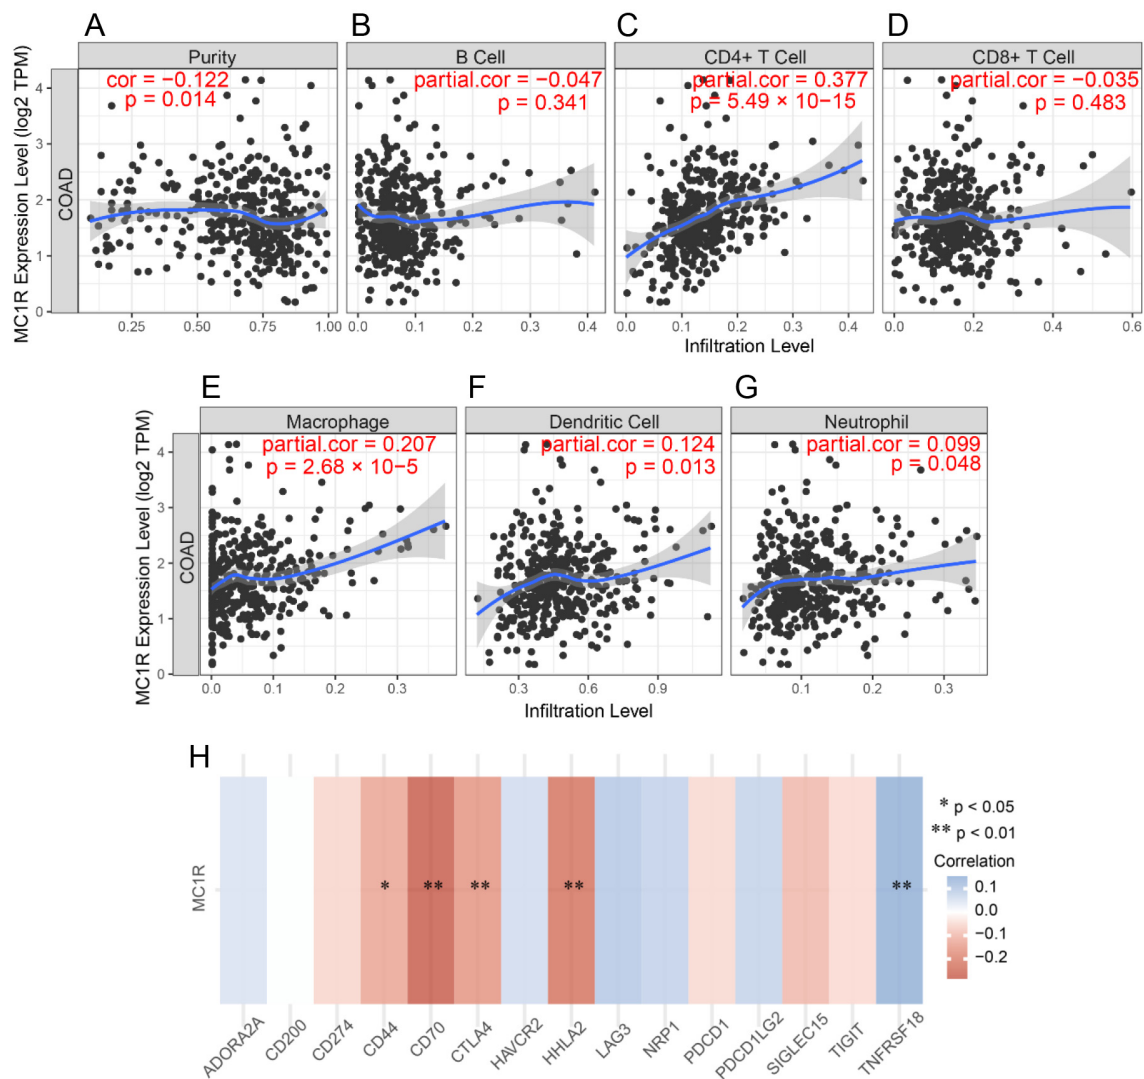 A
B
C
D
Purity
B Cell
CD4+ T Cell
CD8+ T Cell
cor = −0.122
p = 0.014
partial.cor = −0.047
p = 0.341
partial.cor = 0.377
p = 5.49 × 10−15
partial.cor = −0.035
p = 0.483
MC1R Expression Level (log2 TPM)
COAD
4
3
2
1
0
0.25 0.50 0.75 1.00
0.0 0.1 0.2 0.3 0.4
0.0 0.1 0.2 0.3 0.4
0.0 0.2 0.4 0.6
Infiltration Level
E
F
G
Macrophage
Dendritic Cell
Neutrophil
partial.cor = 0.207
p = 2.68 × 10−5
partial.cor = 0.124
p = 0.013
partial.cor = 0.099
p = 0.048
MC1R Expression Level (log2 TPM)
COAD
4
3
2
1
0
0.0 0.1 0.2 0.3
0.3 0.6 0.9
0.1 0.2 0.3
Infiltration Level
H
MC1R
*
**
**
**
**
* p < 0.05
** p < 0.01
Correlation
0.1
0.0
−0.1
−0.2
ADORA2A
CD200
CD274
CD44
CD70
CTLA4
HAVCR2
HHLA2
LAG3
NRP1
PDCD1
PDCD1LG2
SIGLEC15
TIGIT
TNFRSF18